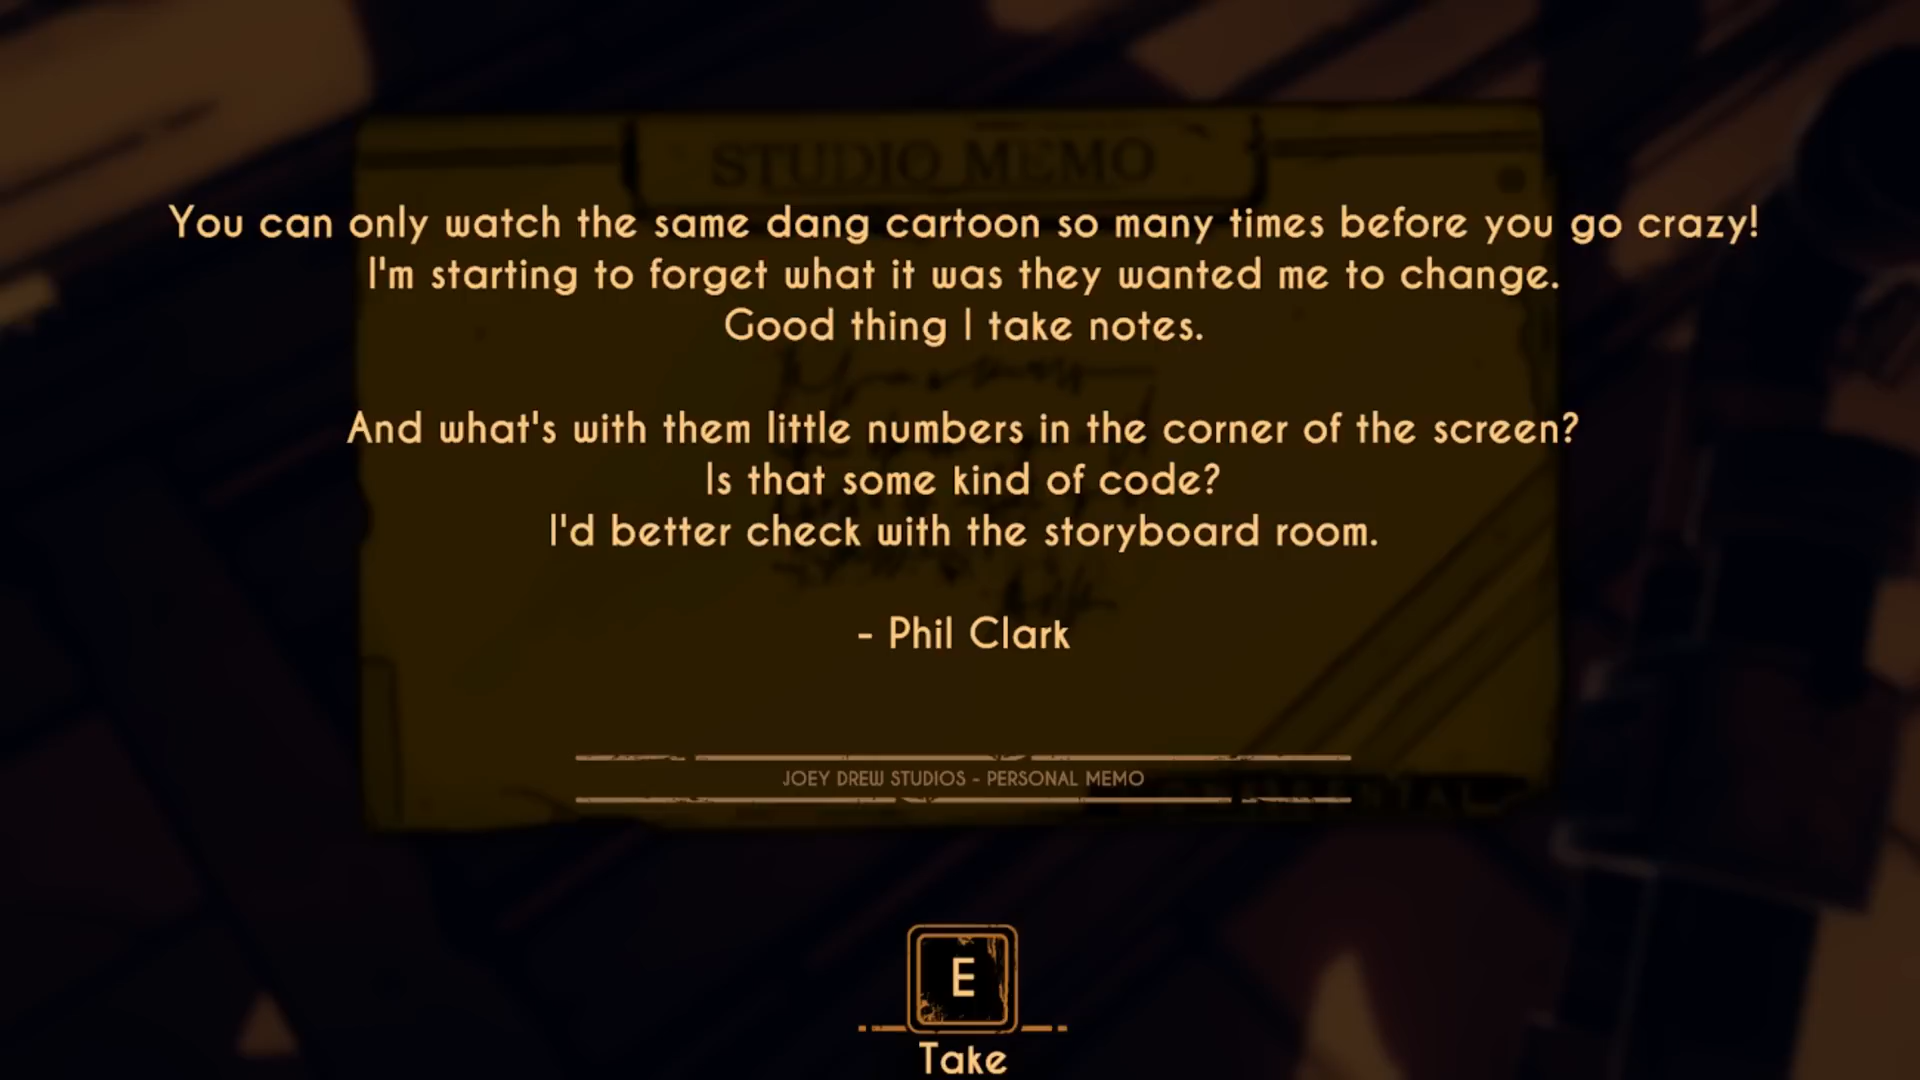 STUDIO MEMO
You can only watch the same dang cartoon so many times before you go crazy!
I'm starting to forget what it was they wanted me to change.
Good thing I take notes.
And what's with them little numbers in the corner of the screen?
Is that some kind of code?
I'd better check with the storyboard room.
- Phil Clark
JOEY DREW STUDIOS - PERSONAL MEMO
E
Take